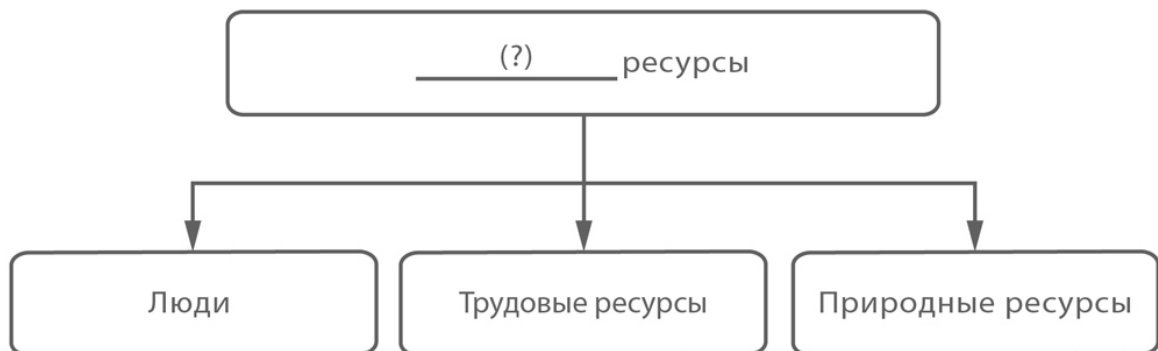 (?) ресурсы
Люди
Трудовые ресурсы
Природные ресурсы